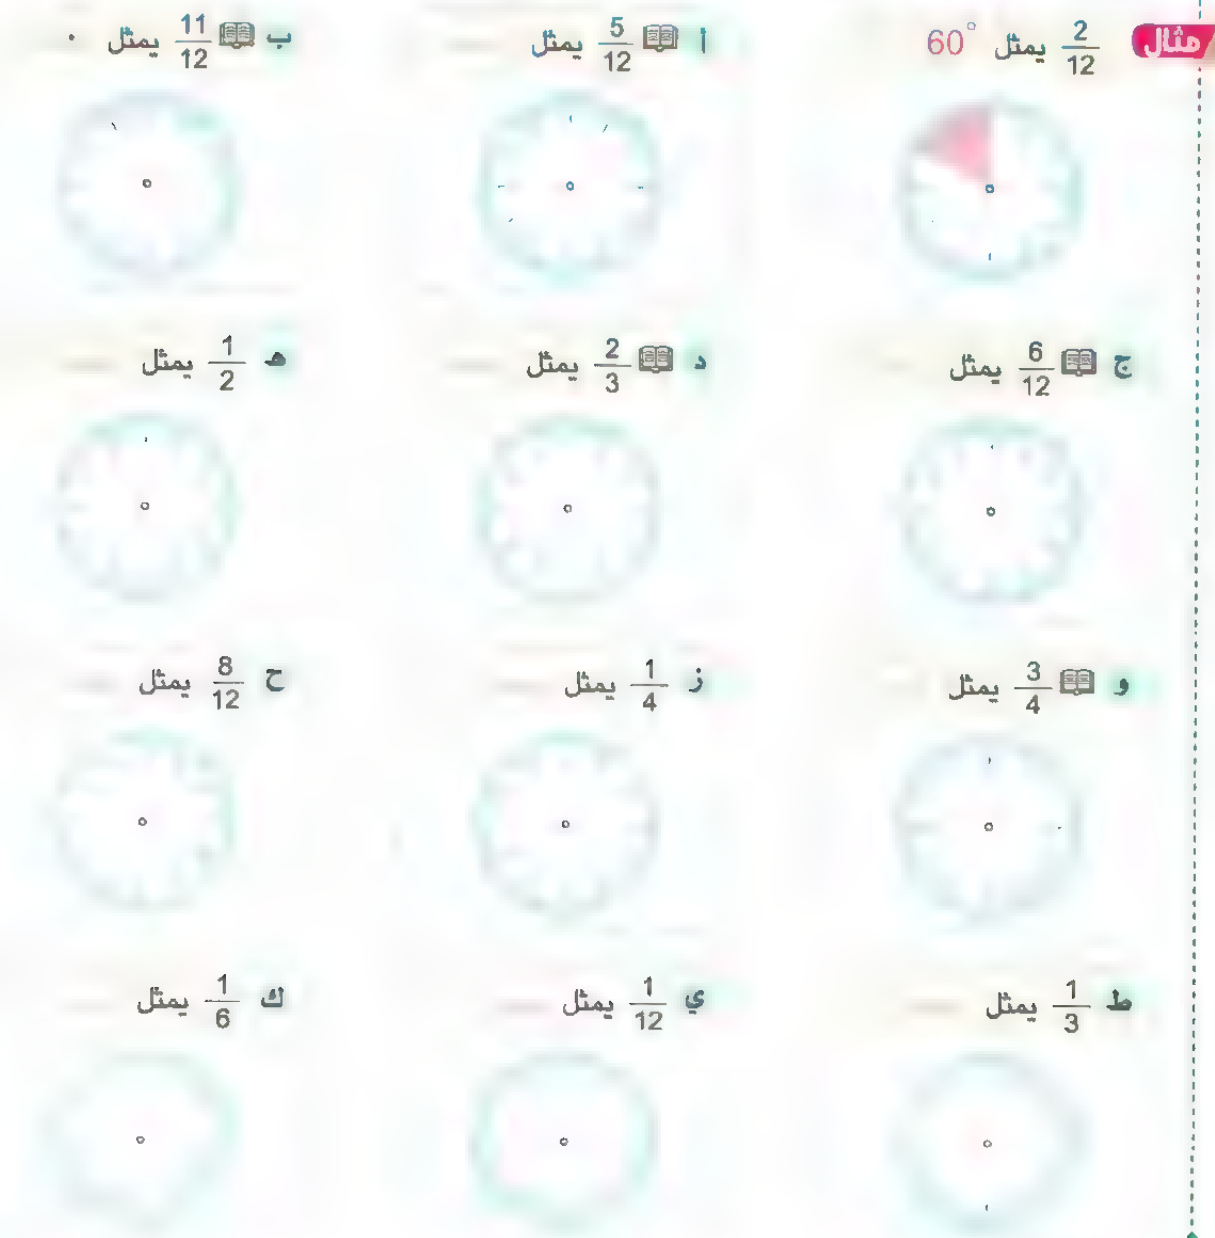 مثال 2/12 يمثل 60°
أ 5/12 يمثل
ب 11/12 يمثل
ج 6/12 يمثل
د 2/3 يمثل
هـ 1/2 يمثل
و 3/4 يمثل
ز 1/4 يمثل
ح 8/12 يمثل
ط 1/3 يمثل
ي 1/12 يمثل
ك 1/6 يمثل